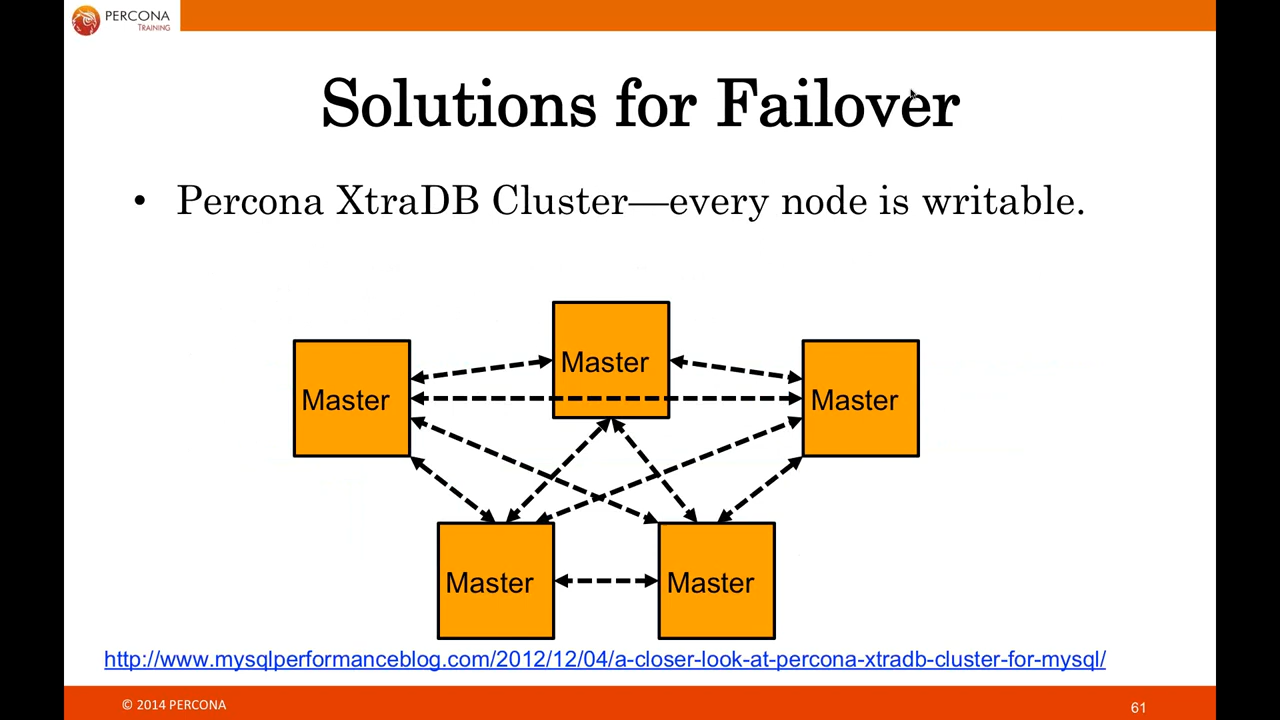 PERCONA
TRAINING
Solutions for Failover
• Percona XtraDB Cluster—every node is writable.
Master
Master
Master
Master
Master
http://www.mysqlperformanceblog.com/2012/12/04/a-closer-look-at-percona-xtradb-cluster-for-mysql/
© 2014 PERCONA
61